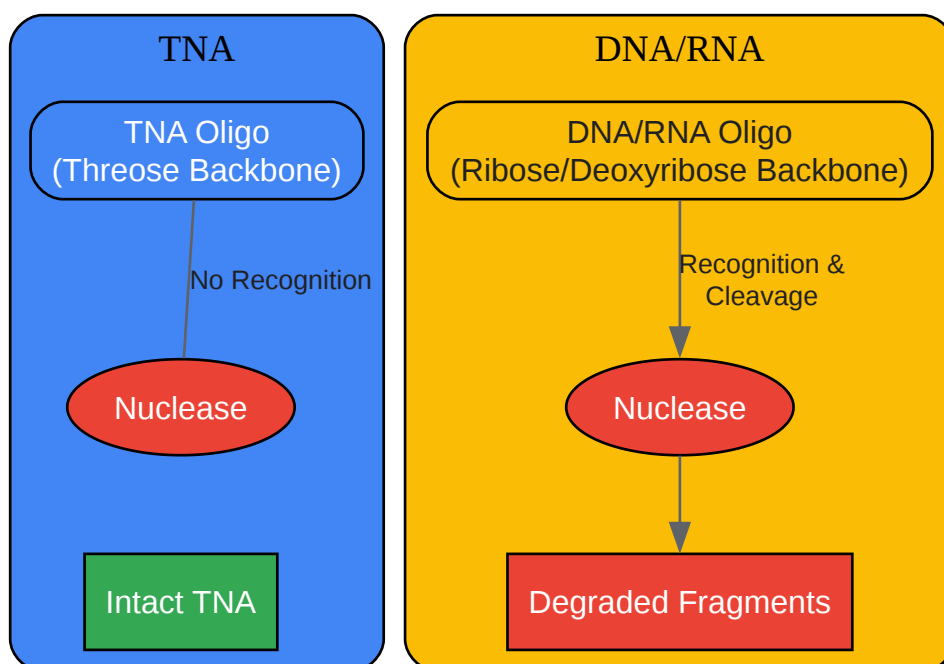 TNA
TNA Oligo
(Threose Backbone)
No Recognition
Nuclease
Intact TNA
DNA/RNA
DNA/RNA Oligo
(Ribose/Deoxyribose Backbone)
Recognition &
Cleavage
Nuclease
Degraded Fragments